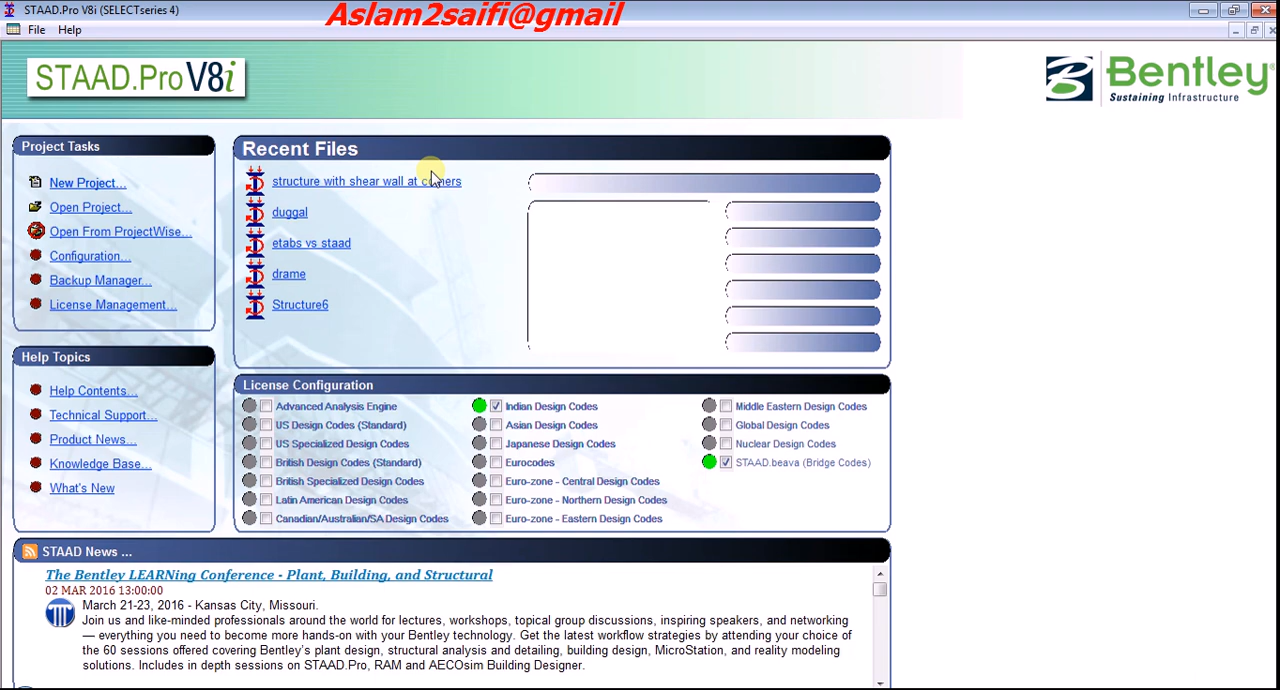 STAAD.Pro V8i (SELECTseries 4)
Aslam2saifi@gmail
File Help
STAAD.Pro V8i
Bentley®
Sustaining Infrastructure
Project Tasks
New Project...
Open Project...
Open From ProjectWise...
Configuration...
Backup Manager...
License Management...
Recent Files
structure with shear wall at corners
duggal
etabs vs staad
drame
Structure6
Help Topics
Help Contents...
Technical Support...
Product News...
Knowledge Base...
What's New
License Configuration
Advanced Analysis Engine
US Design Codes (Standard)
US Specialized Design Codes
British Design Codes (Standard)
British Specialized Design Codes
Latin American Design Codes
Canadian/Australian/SA Design Codes
Indian Design Codes
Asian Design Codes
Japanese Design Codes
Eurocodes
Euro-zone - Central Design Codes
Euro-zone - Northern Design Codes
Euro-zone - Eastern Design Codes
Middle Eastern Design Codes
Global Design Codes
Nuclear Design Codes
STAAD.beava (Bridge Codes)
STAAD News ...
The Bentley LEARNing Conference - Plant, Building, and Structural
02 MAR 2016 13:00:00
March 21-23, 2016 - Kansas City, Missouri.
Join us and like-minded professionals around the world for lectures, workshops, topical group discussions, inspiring speakers, and networking
— everything you need to become more hands-on with your Bentley technology. Get the latest workflow strategies by attending your choice of
the 60 sessions offered covering Bentley's plant design, structural analysis and detailing, building design, MicroStation, and reality modeling
solutions. Includes in depth sessions on STAAD.Pro, RAM and AECOsim Building Designer.